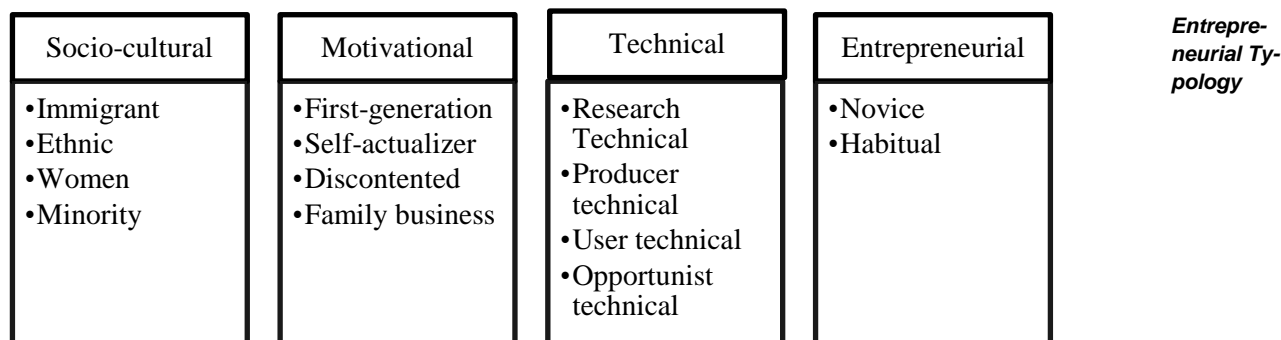 Socio-cultural
•Immigrant
•Ethnic
•Women
•Minority
Motivational
•First-generation
•Self-actualizer
•Discontented
•Family business
Technical
•Research
Technical
•Producer
technical
•User technical
•Opportunist
technical
Entrepreneurial
•Novice
•Habitual
Entrepre-
neurial Ty-
pology